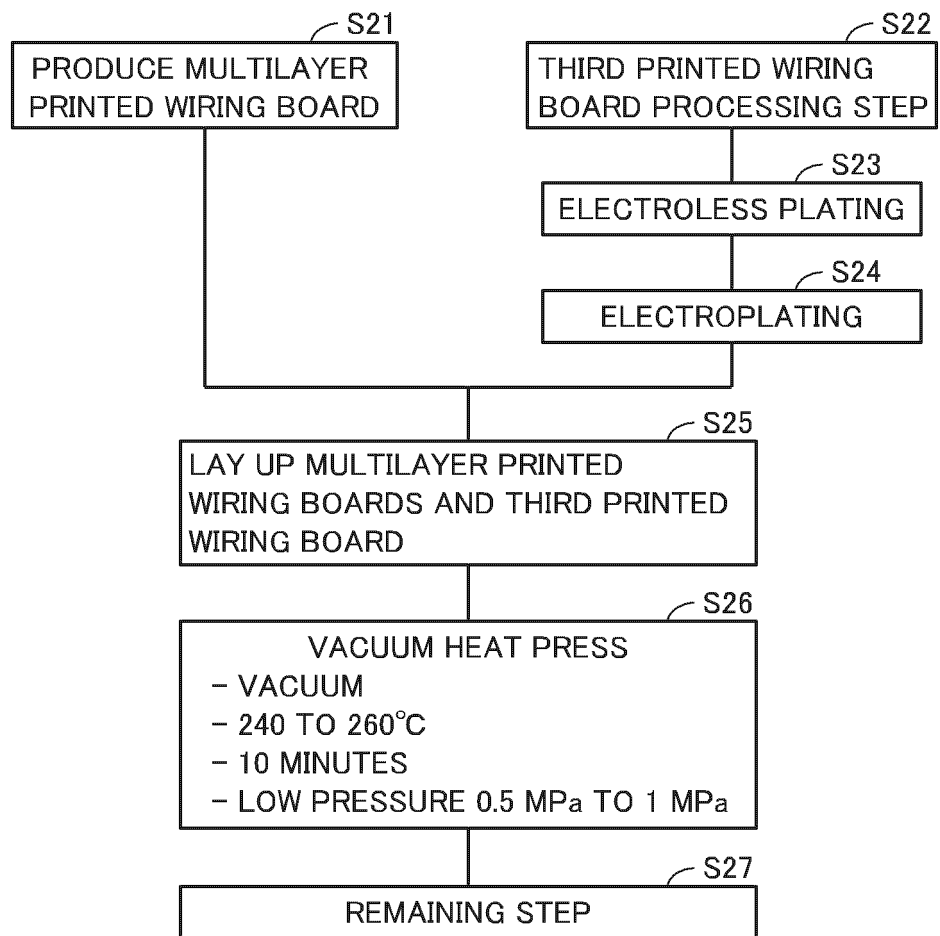 S21
PRODUCE MULTILAYER
PRINTED WIRING BOARD
S22
THIRD PRINTED WIRING
BOARD PROCESSING STEP
S23
ELECTROLESS PLATING
S24
ELECTROPLATING
S25
LAY UP MULTILAYER PRINTED
WIRING BOARDS AND THIRD PRINTED
WIRING BOARD
S26
VACUUM HEAT PRESS
- VACUUM
- 240 TO 260℃
- 10 MINUTES
- LOW PRESSURE 0.5 MPa TO 1 MPa
S27
REMAINING STEP